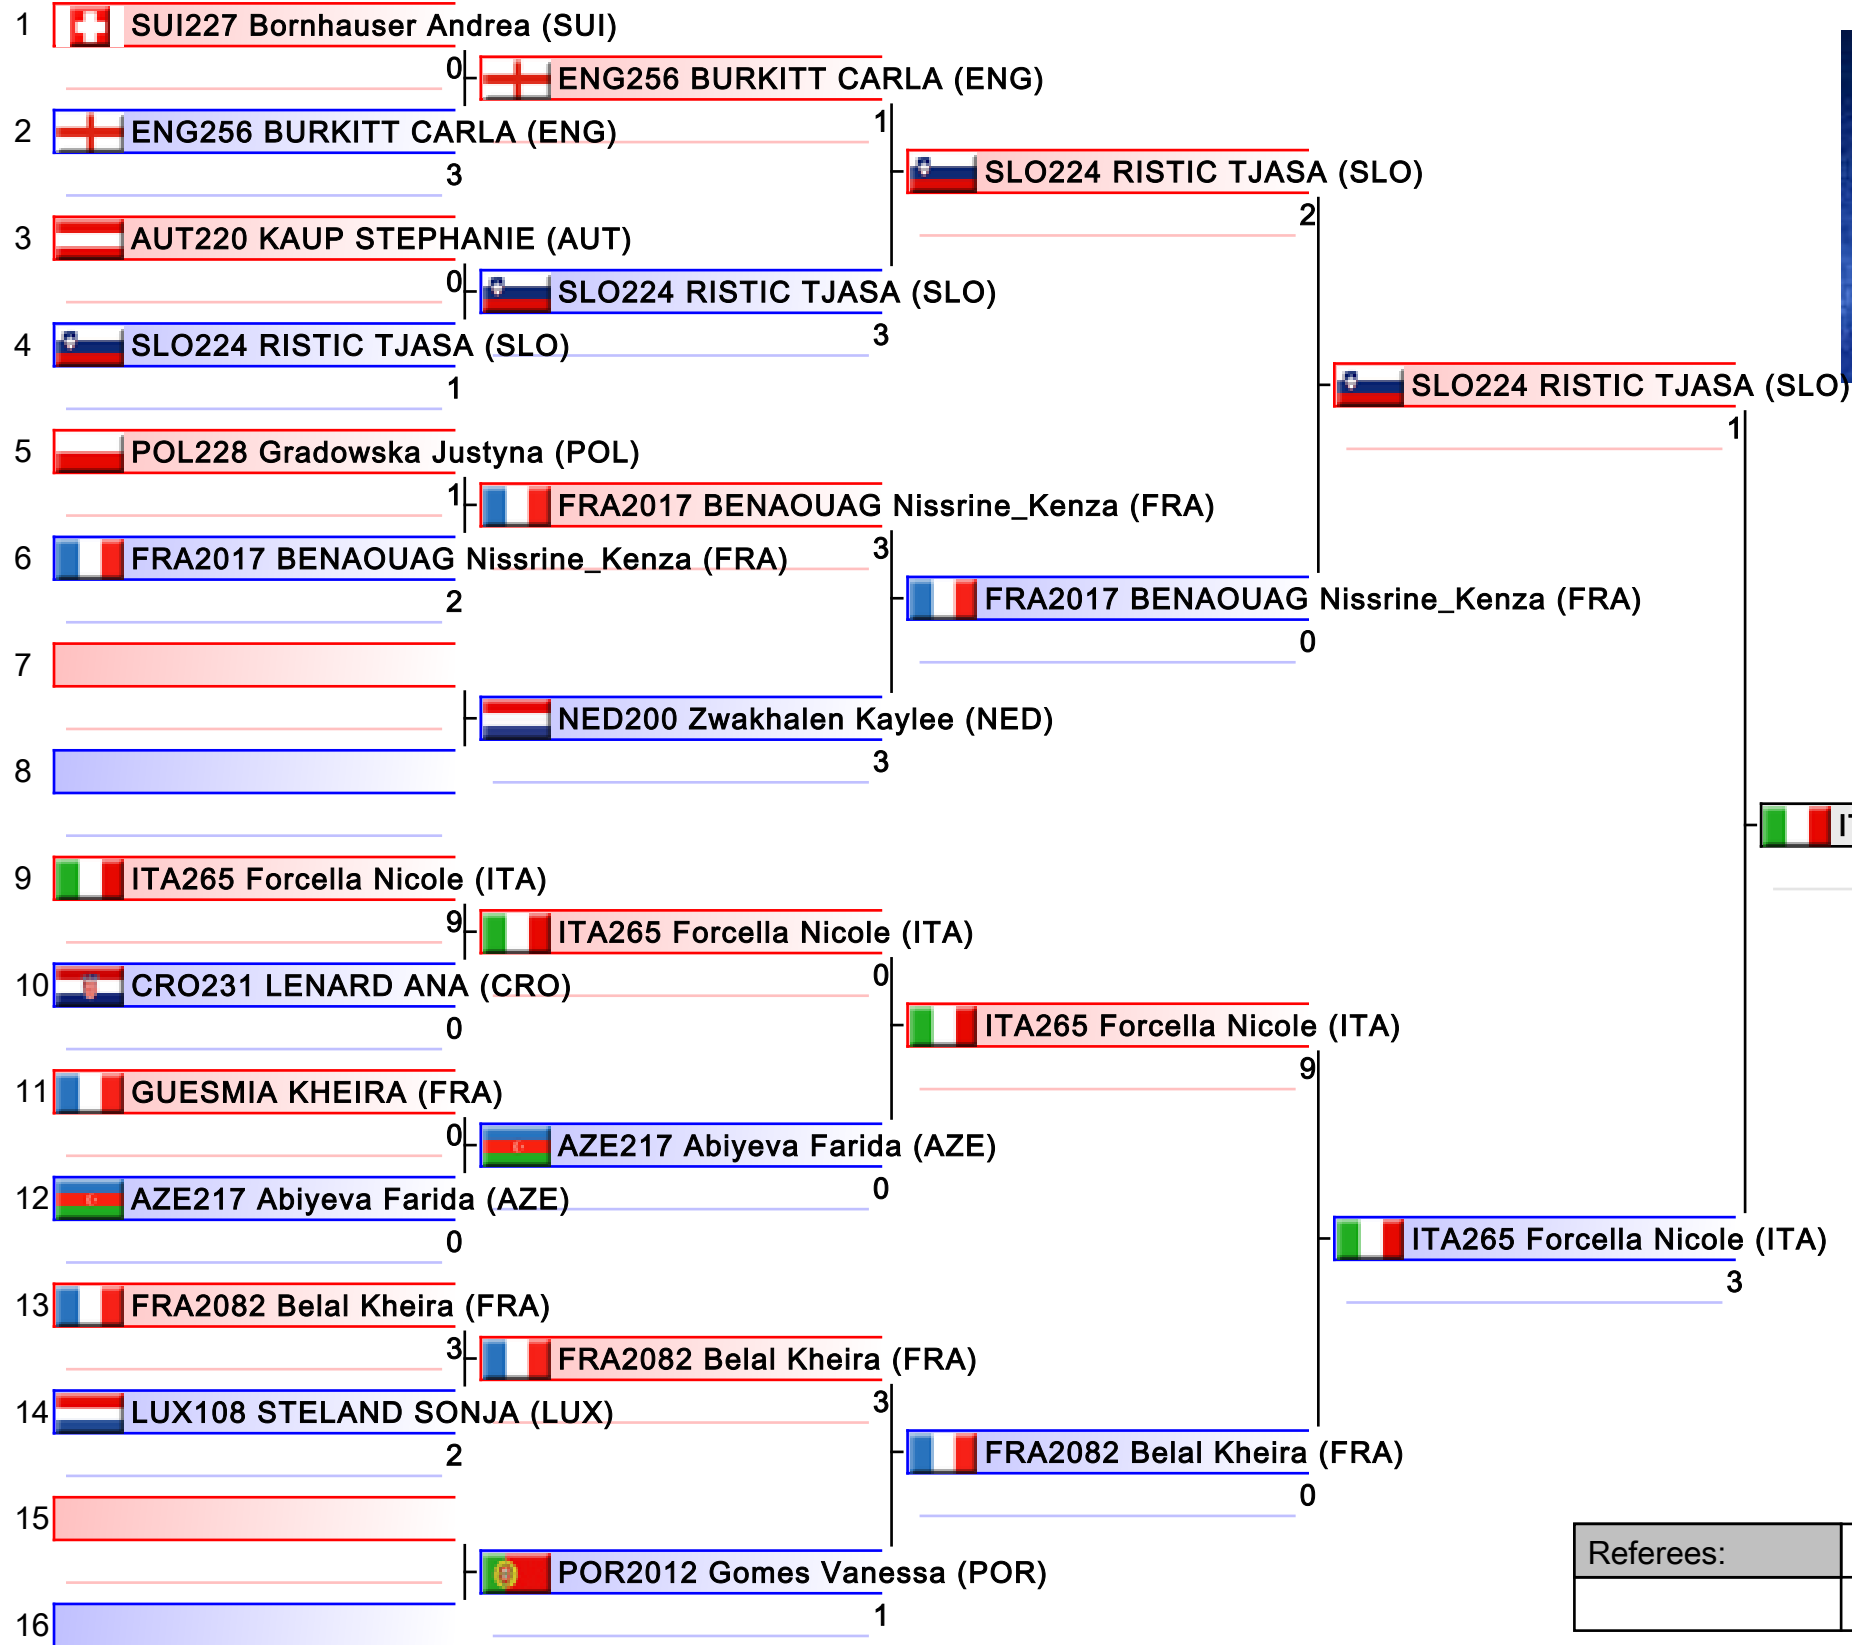 1 SUI227 Bornhauser Andrea (SUI)
0
ENG256 BURKITT CARLA (ENG)
1
2 ENG256 BURKITT CARLA (ENG)
3
SLO224 RISTIC TJASA (SLO)
2
3 AUT220 KAUP STEPHANIE (AUT)
0
SLO224 RISTIC TJASA (SLO)
3
4 SLO224 RISTIC TJASA (SLO)
1
SLO224 RISTIC TJASA (SLO)
1
5 POL228 Gradowska Justyna (POL)
1
FRA2017 BENAOUAG Nissrine_Kenza (FRA)
3
6 FRA2017 BENAOUAG Nissrine_Kenza (FRA)
2
FRA2017 BENAOUAG Nissrine_Kenza (FRA)
0
7
NED200 Zwakhalen Kaylee (NED)
3
8
9 ITA265 Forcella Nicole (ITA)
9
ITA265 Forcella Nicole (ITA)
0
10 CRO231 LENARD ANA (CRO)
0
ITA265 Forcella Nicole (ITA)
9
11 GUESMIA KHEIRA (FRA)
0
AZE217 Abiyeva Farida (AZE)
0
12 AZE217 Abiyeva Farida (AZE)
0
ITA265 Forcella Nicole (ITA)
3
13 FRA2082 Belal Kheira (FRA)
3
FRA2082 Belal Kheira (FRA)
3
14 LUX108 STELAND SONJA (LUX)
2
FRA2082 Belal Kheira (FRA)
0
15
Referees:
POR2012 Gomes Vanessa (POR)
1
16